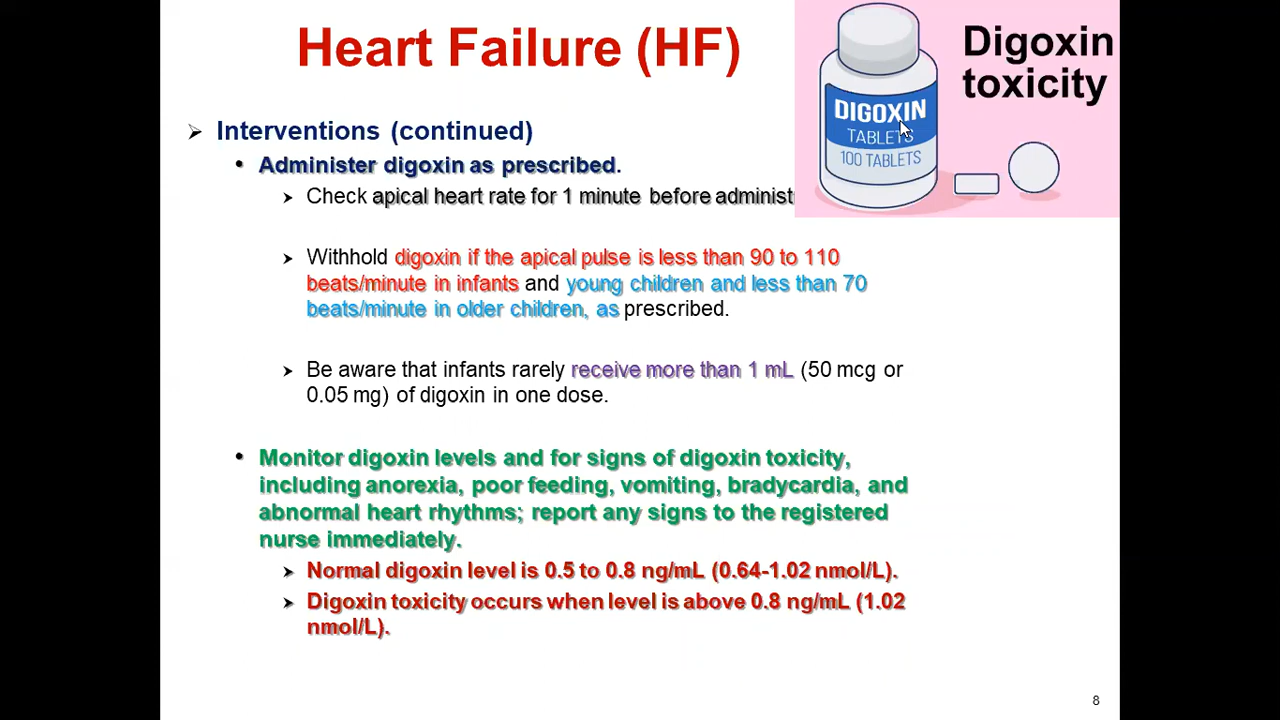 Heart Failure (HF)
Digoxin
toxicity
DIGOXIN
TABLETS
100 TABLETS
Interventions (continued)
Administer digoxin as prescribed.
Check apical heart rate for 1 minute before
Withhold digoxin if the apical pulse is less than 90 to 110
beats/minute in infants and young children and less than 70
beats/minute in older children, as prescribed.
Be aware that infants rarely receive more than 1 mL (50 mcg or
0.05 mg) of digoxin in one dose.
Monitor digoxin levels and for signs of digoxin toxicity,
including anorexia, poor feeding, vomiting, bradycardia, and
abnormal heart rhythms; report any signs to the registered
nurse immediately.
Normal digoxin level is 0.5 to 0.8 ng/mL (0.64-1.02 nmol/L).
Digoxin toxicity occurs when level is above 0.8 ng/mL (1.02
nmol/L).
8